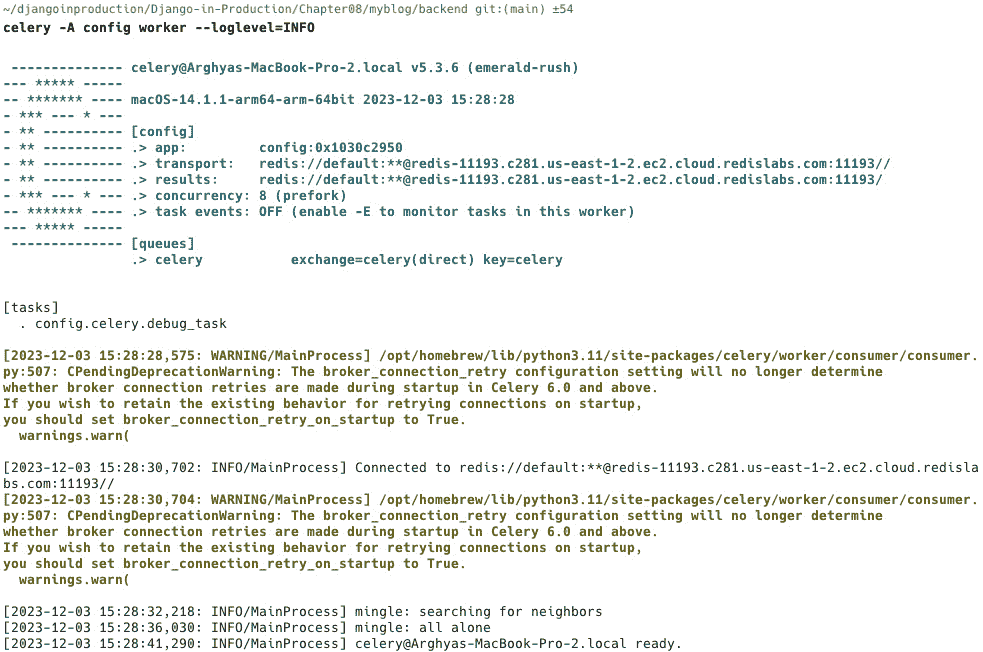 ~/djangoinproduction/Django-in-Production/Chapter08/myblog/backend git:(main) ±54
celery -A config worker --loglevel=INFO
 -------------- celery@Arghyas-MacBook-Pro-2.local v5.3.6 (emerald-rush)
--- ***** -----
-- ******* ---- macOS-14.1.1-arm64-arm-64bit 2023-12-03 15:28:28
- *** --- * ---
- ** ---------- [config]
- ** ---------- .> app:         config:0x1030c2950
- ** ---------- .> transport:   redis://default:**@redis-11193.c281.us-east-1-2.ec2.cloud.redislabs.com:11193//
- ** ---------- .> results:     redis://default:**@redis-11193.c281.us-east-1-2.ec2.cloud.redislabs.com:11193/
- *** --- * --- .> concurrency: 8 (prefork)
-- ******* ---- .> task events: OFF (enable -E to monitor tasks in this worker)
--- ***** -----
 -------------- [queues]
                .> celery           exchange=celery(direct) key=celery
[tasks]
  . config.celery.debug_task
[2023-12-03 15:28:28,575: WARNING/MainProcess] /opt/homebrew/lib/python3.11/site-packages/celery/worker/consumer/consumer.
py:507: CPendingDeprecationWarning: The broker_connection_retry configuration setting will no longer determine
whether broker connection retries are made during startup in Celery 6.0 and above.
If you wish to retain the existing behavior for retrying connections on startup,
you should set broker_connection_retry_on_startup to True.
  warnings.warn(
[2023-12-03 15:28:30,702: INFO/MainProcess] Connected to redis://default:**@redis-11193.c281.us-east-1-2.ec2.cloud.redisla
bs.com:11193//
[2023-12-03 15:28:30,704: WARNING/MainProcess] /opt/homebrew/lib/python3.11/site-packages/celery/worker/consumer/consumer.
py:507: CPendingDeprecationWarning: The broker_connection_retry configuration setting will no longer determine
whether broker connection retries are made during startup in Celery 6.0 and above.
If you wish to retain the existing behavior for retrying connections on startup,
you should set broker_connection_retry_on_startup to True.
  warnings.warn(
[2023-12-03 15:28:32,218: INFO/MainProcess] mingle: searching for neighbors
[2023-12-03 15:28:36,030: INFO/MainProcess] mingle: all alone
[2023-12-03 15:28:41,290: INFO/MainProcess] celery@Arghyas-MacBook-Pro-2.local ready.